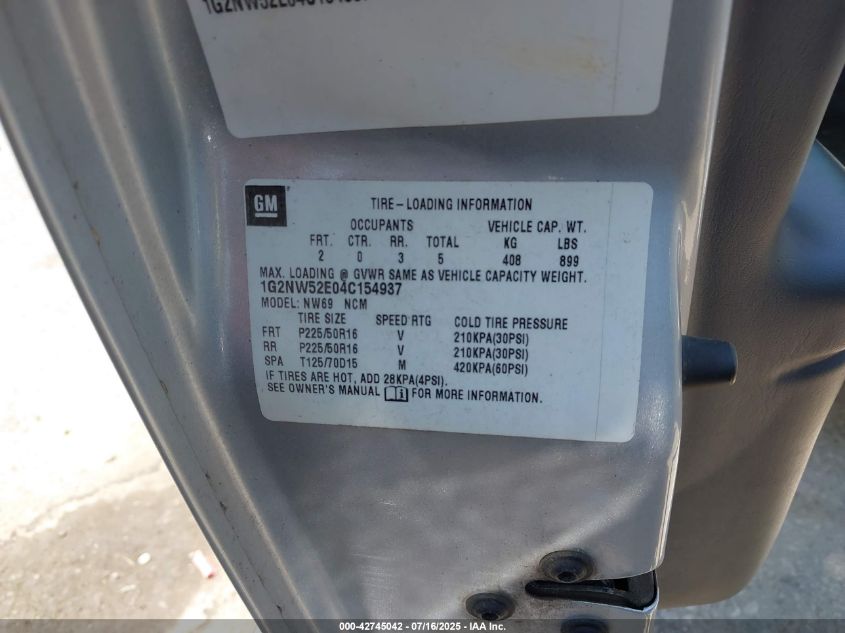 GM
TIRE-LOADING INFORMATION
OCCUPANTS VEHICLE CAP. WT.
FRT. CTR. RR. TOTAL KG LBS
2 0 3 5 408 899
MAX. LOADING @ GVWR SAME AS VEHICLE CAPACITY WEIGHT.
1G2NW52E04C154937
MODEL: NW69 NCM
TIRE SIZE SPEED RTG COLD TIRE PRESSURE
FRT P225/50R16 V 210KPA(30PSI)
RR P225/50R16 V 210KPA(30PSI)
SPA T125/70D15 M 420KPA(60PSI)
IF TIRES ARE HOT, ADD 28KPA(4PSI).
SEE OWNER'S MANUAL FOR MORE INFORMATION.
000-42745042 / 07/16/2025 - IAA Inc.